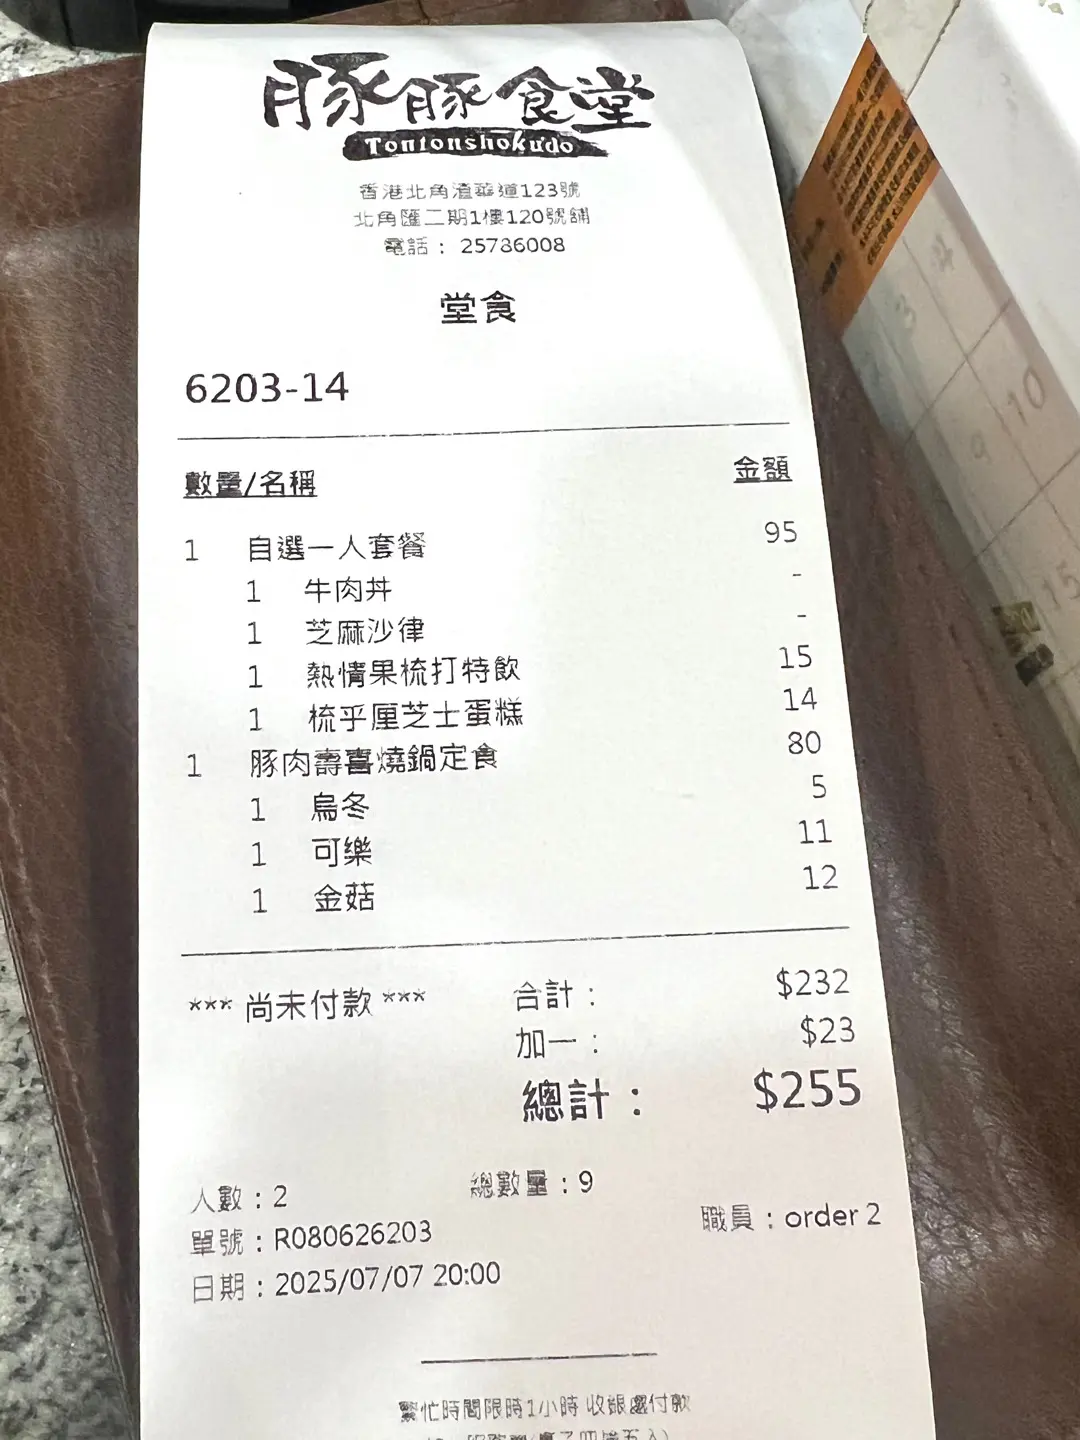 豚豚食堂
Tontonshokudo
香港北角渣華道123號
北角匯二期1樓120號舖
電話： 25786008
堂食
6203-14
數量/名稱 金額
1 自選一人套餐 95
1 牛肉丼 -
1 芝麻沙律 -
1 熱情果梳打特飲 15
1 梳乎厘芝士蛋糕 14
1 豚肉壽喜燒鍋定食 80
1 烏冬 5
1 可樂 11
1 金菇 12
*** 尚未付款 *** 合計： $232
加一： $23
總計： $255
人數：2 總數量：9
單號：R080626203 職員：order 2
日期：2025/07/07 20:00
繁忙時間限時1小時 收銀處付款
10